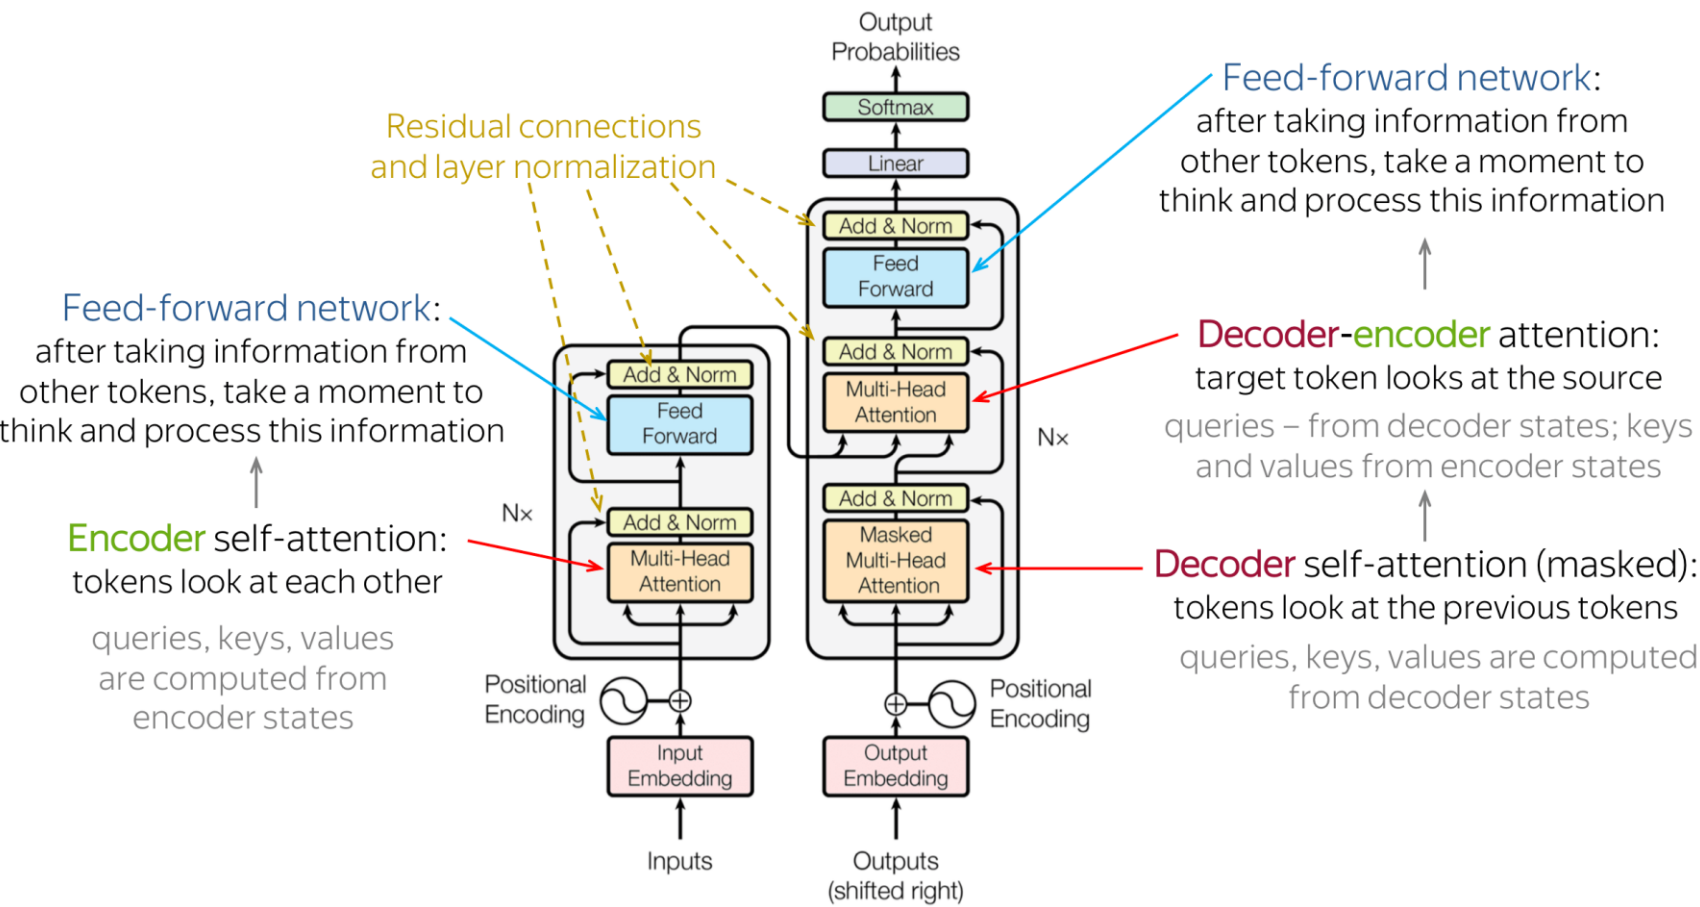 Output
Probabilities
Softmax
Linear
Add & Norm
Feed
Forward
Add & Norm
Multi-Head
Attention
Add & Norm
Masked
Multi-Head
Attention
N×
Positional
Encoding
Output
Embedding
Outputs
(shifted right)
Add & Norm
Feed
Forward
Add & Norm
Multi-Head
Attention
N×
Positional
Encoding
Input
Embedding
Inputs
Residual connections
and layer normalization
Feed-forward network:
after taking information from
other tokens, take a moment to
think and process this information
Encoder self-attention:
tokens look at each other
queries, keys, values
are computed from
encoder states
Feed-forward network:
after taking information from
other tokens, take a moment to
think and process this information
Decoder-encoder attention:
target token looks at the source
queries – from decoder states; keys
and values from encoder states
Decoder self-attention (masked):
tokens look at the previous tokens
queries, keys, values are computed
from decoder states